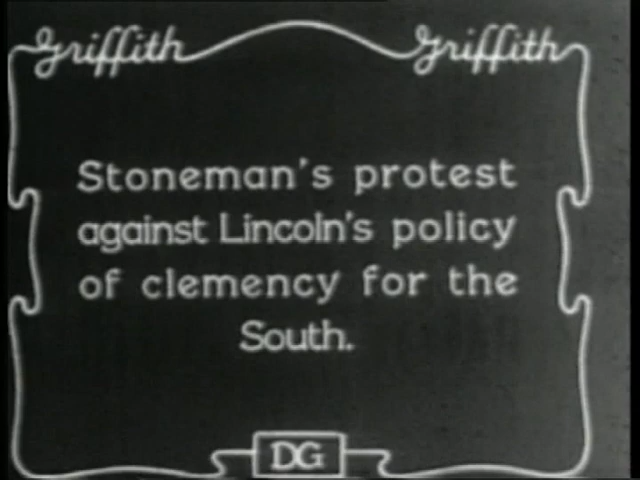 Griffith Griffith
Stoneman's protest
against Lincoln's policy
of clemency for the
South.
DG